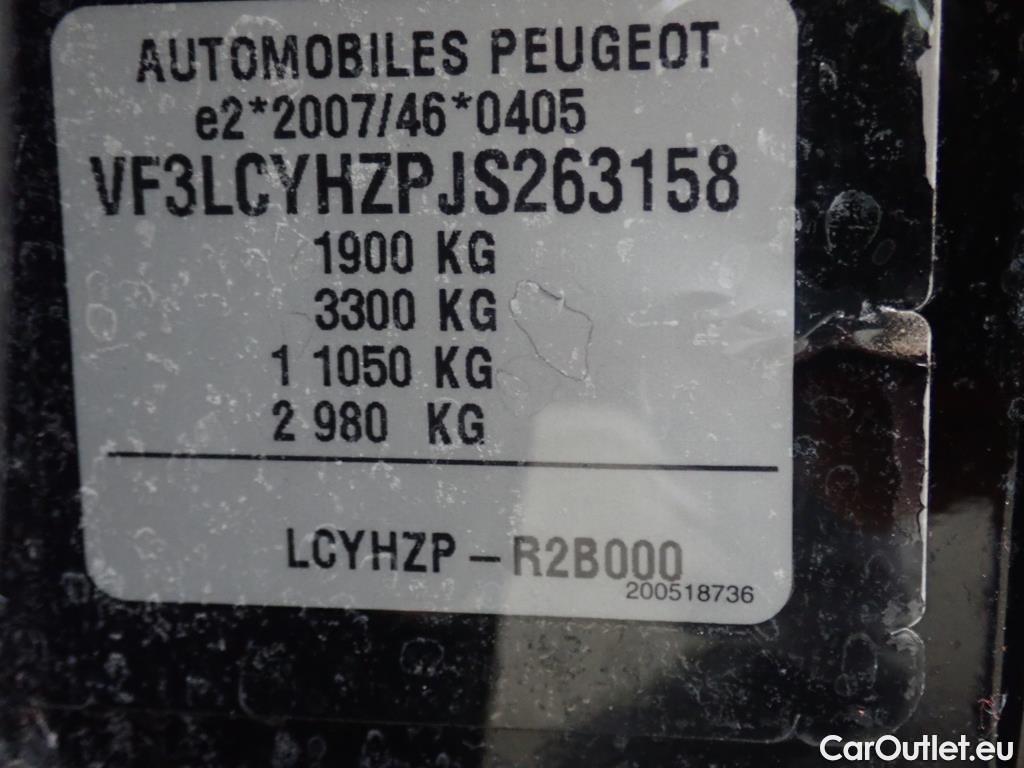 AUTOMOBILES PEUGEOT
e2*2007/46*0405
VF3LCYHZPJS263158
1900 KG
3300 KG
1 1050 KG
2 980 KG
LCYHZP – R2B000
200518736
CarOutlet.eu